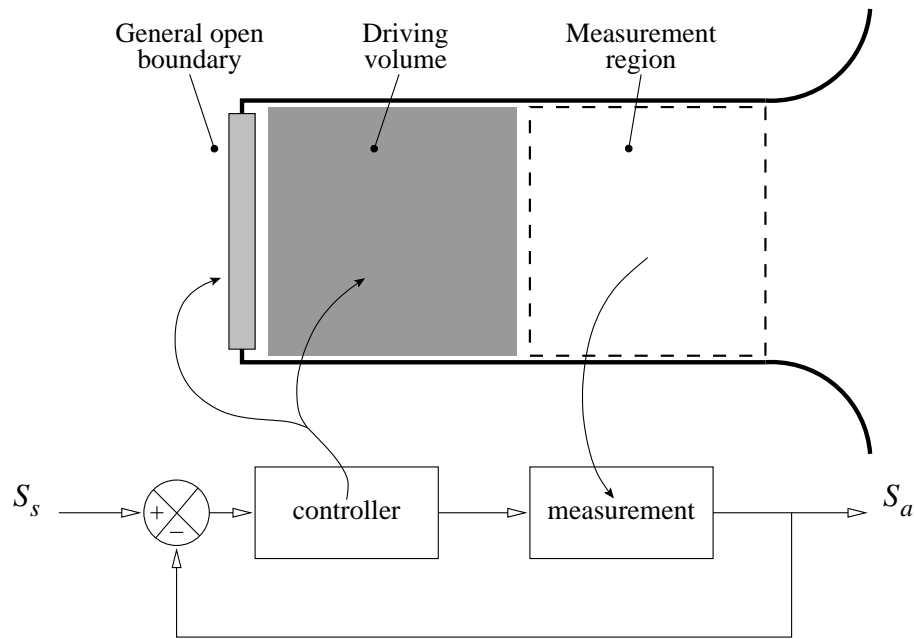 General open
boundary
Driving
volume
Measurement
region
S_s
+
−
controller
measurement
S_a